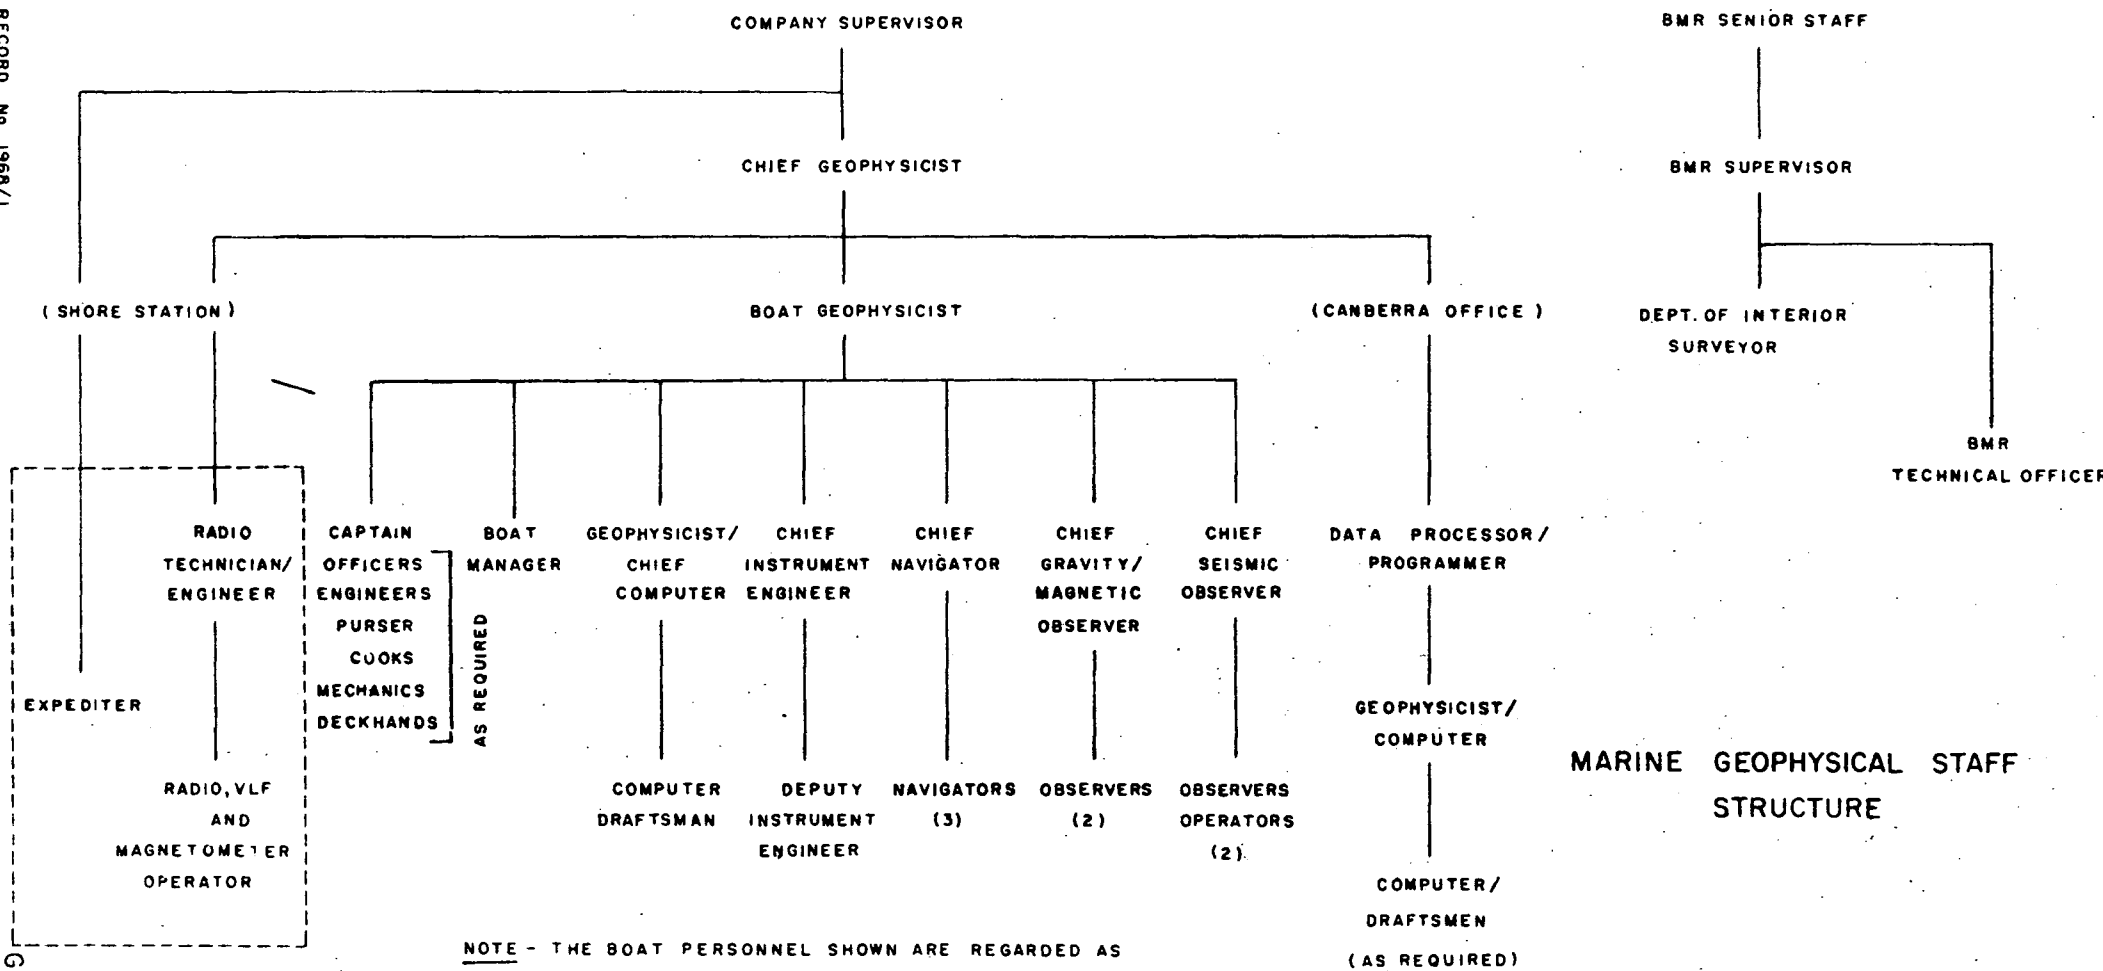 COMPANY SUPERVISOR
BMR SENIOR STAFF
RECORD No 1968/1
CHIEF GEOPHYSICIST
BMR SUPERVISOR
(SHORE STATION)
BOAT GEOPHYSICIST
(CANBERRA OFFICE)
DEPT. OF INTERIOR
SURVEYOR
BMR
TECHNICAL OFFICER
RADIO
TECHNICIAN/
ENGINEER
CAPTAIN
OFFICERS
ENGINEERS
PURSER
COOKS
MECHANICS
DECKHANDS
AS REQUIRED
BOAT
MANAGER
GEOPHYSICIST/
CHIEF
COMPUTER
CHIEF
INSTRUMENT
ENGINEER
CHIEF
NAVIGATOR
CHIEF
GRAVITY/
MAGNETIC
OBSERVER
CHIEF
SEISMIC
OBSERVER
DATA PROCESSOR/
PROGRAMMER
EXPEDITER
GEOPHYSICIST/
COMPUTER
RADIO, VLF
AND
MAGNETOMETER
OPERATOR
COMPUTER
DRAFTSMAN
DEPUTY
INSTRUMENT
ENGINEER
NAVIGATORS
(3)
OBSERVERS
(2)
OBSERVERS
OPERATORS
(2)
COMPUTER/
DRAFTSMEN
(AS REQUIRED)
MARINE GEOPHYSICAL STAFF
STRUCTURE
NOTE - THE BOAT PERSONNEL SHOWN ARE REGARDED AS
G